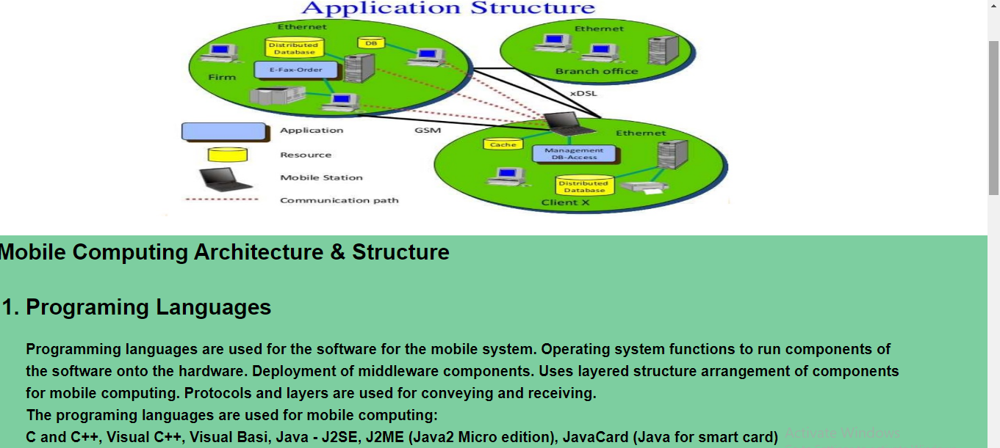 Application Structure
Ethernet
Distributed
Database
DB
E-Fax-Order
Firm
Ethernet
Branch office
xDSL
GSM
Ethernet
Cache
Management
DB-Access
Distributed
Database
Client X
Application
Resource
Mobile Station
Communication path
Mobile Computing Architecture & Structure
1. Programing Languages
Programming languages are used for the software for the mobile system. Operating system functions to run components of
the software onto the hardware. Deployment of middleware components. Uses layered structure arrangement of components
for mobile computing. Protocols and layers are used for conveying and receiving.
The programing languages are used for mobile computing:
C and C++, Visual C++, Visual Basi, Java - J2SE, J2ME (Java2 Micro edition), JavaCard (Java for smart card)
Activate Windows